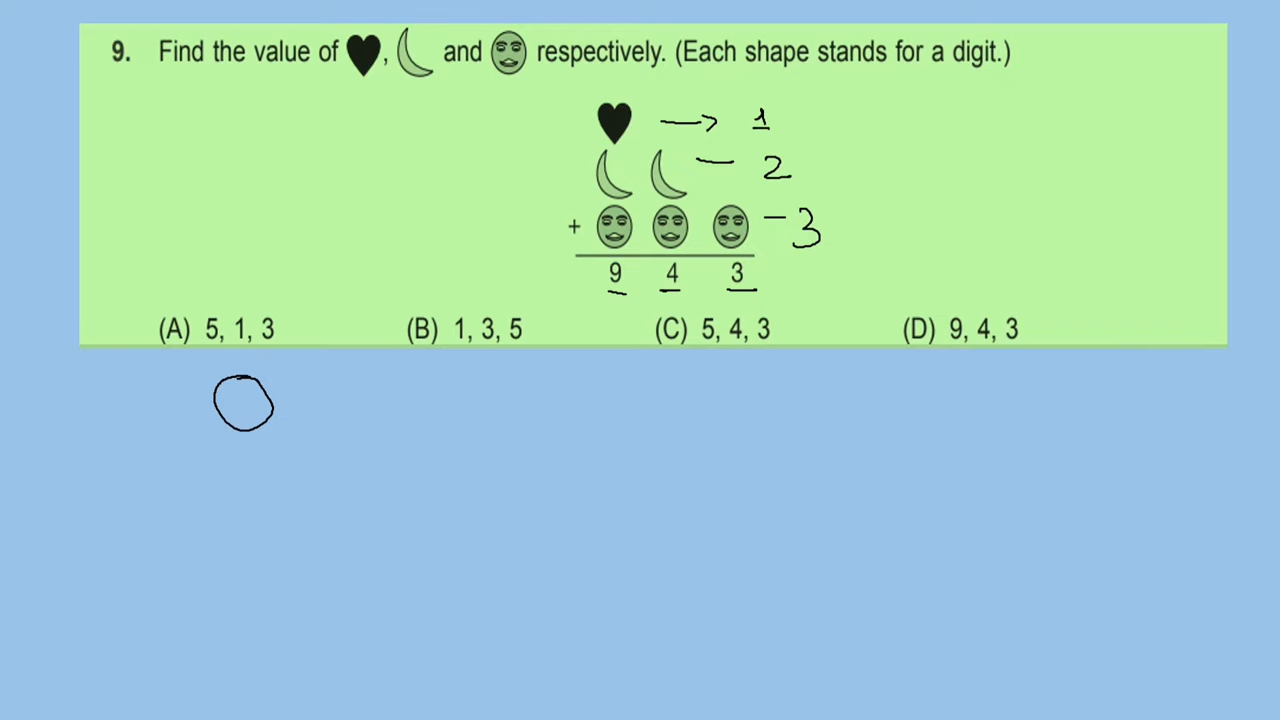 9. Find the value of , and respectively. (Each shape stands for a digit.)
1
2
+ 3
9 4 3
(A) 5, 1, 3 (B) 1, 3, 5 (C) 5, 4, 3 (D) 9, 4, 3